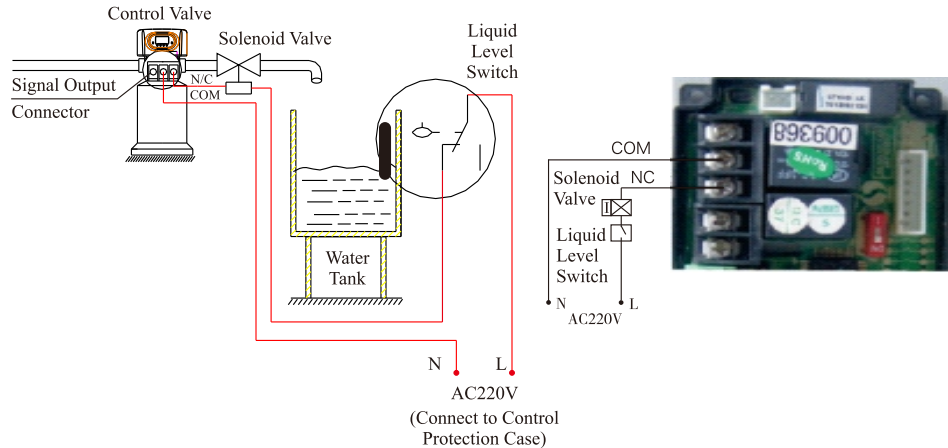 Control Valve
Solenoid Valve
Liquid
Level
Switch
Signal Output
Connector
N/C
COM
Water
Tank
N
L
AC220V
(Connect to Control
Protection Case)
COM
NC
Solenoid
Valve
Liquid
Level
Switch
N
L
AC220V
009368
RoHS